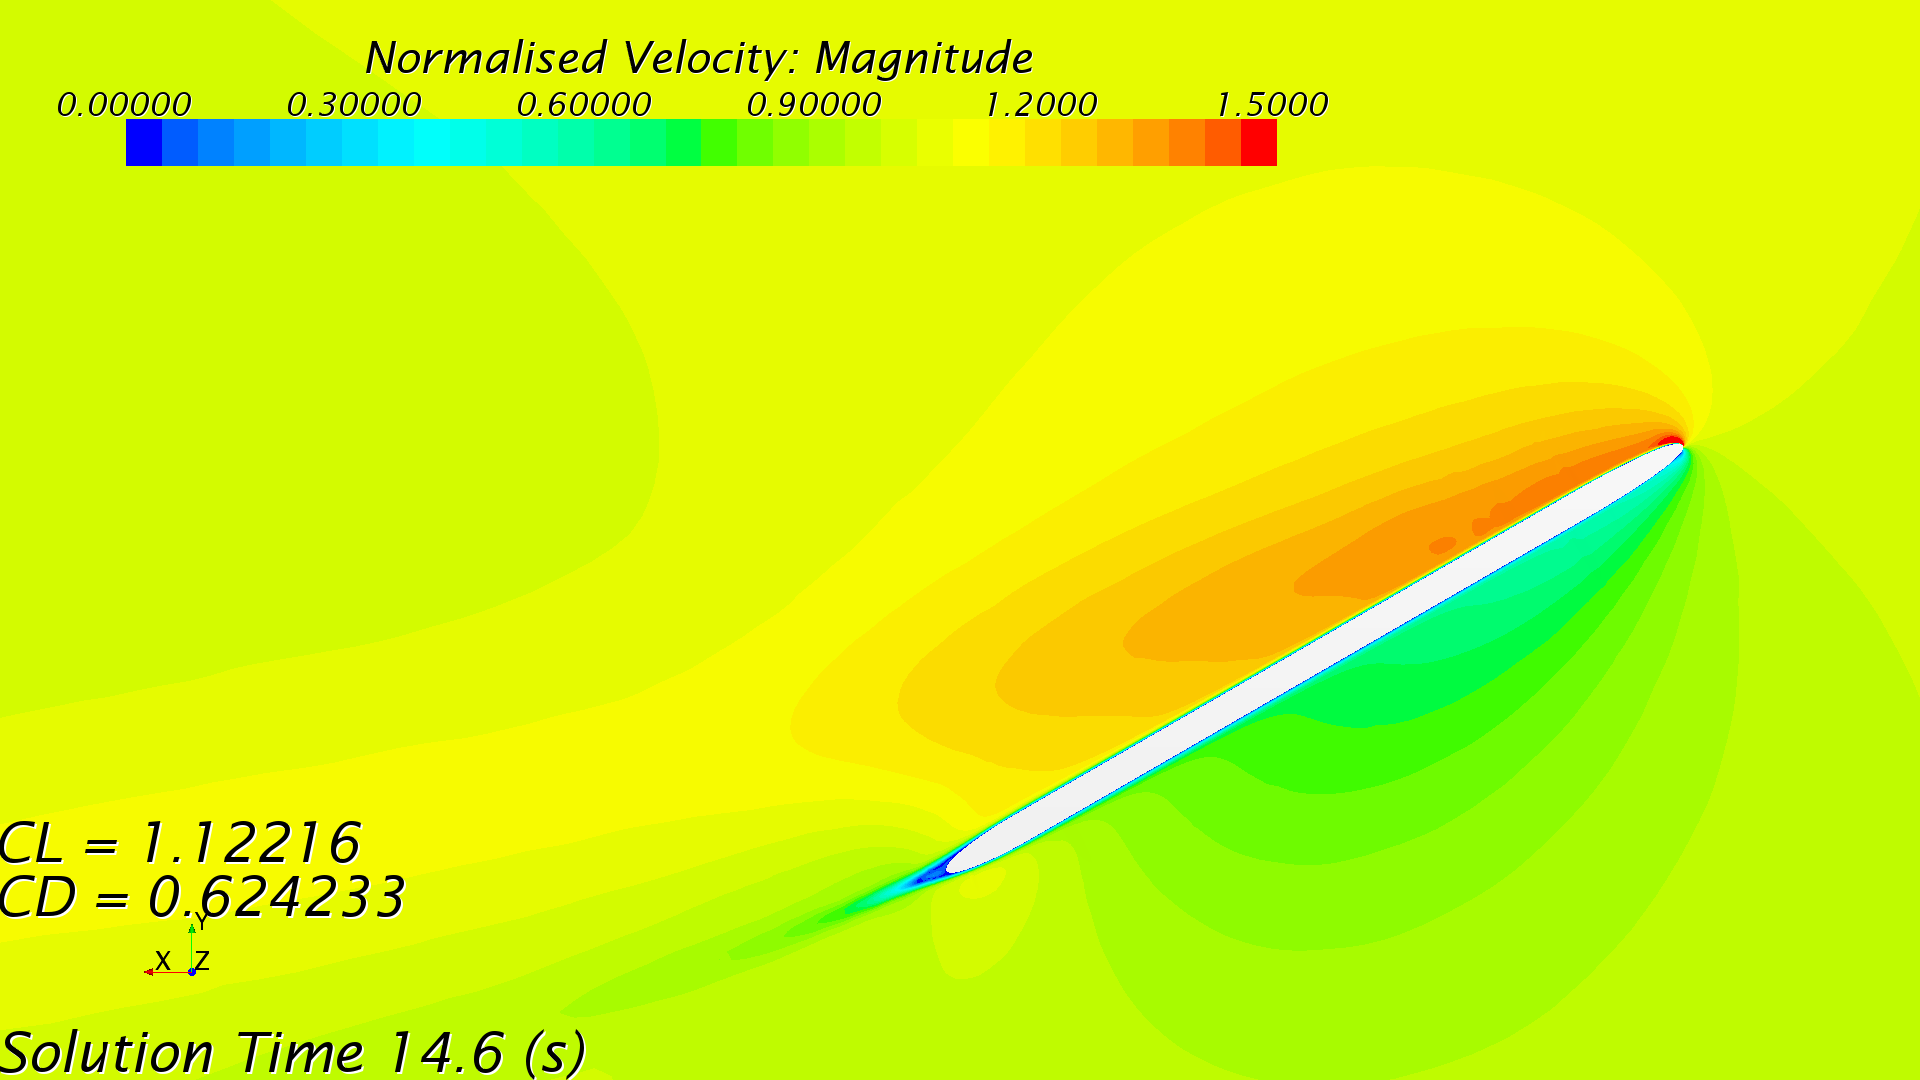 Normalised Velocity: Magnitude
0.00000 0.30000 0.60000 0.90000 1.2000 1.5000
CL = 1.12216
CD = 0.624233
Y
X Z
Solution Time 14.6 (s)